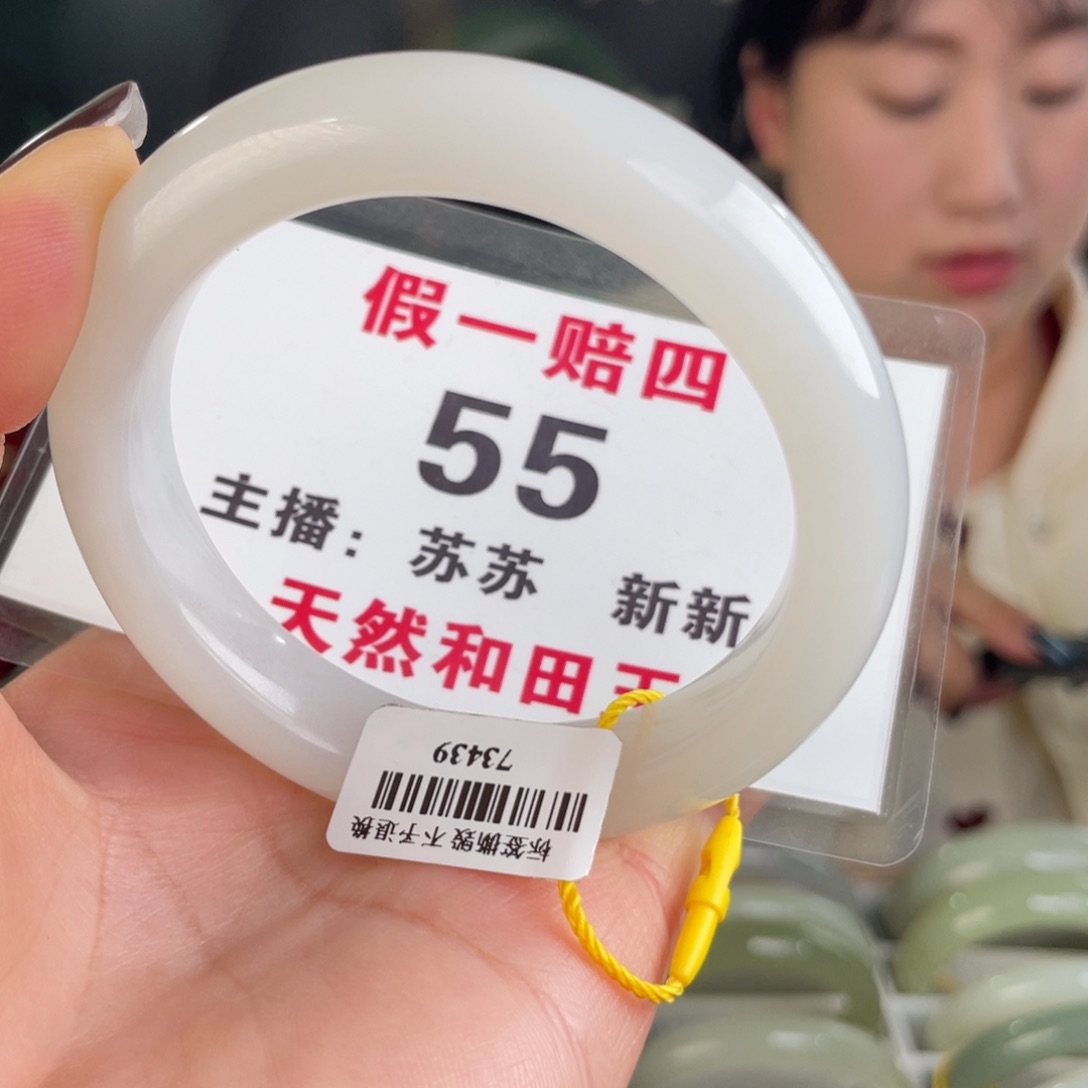 假一赔四
55
主播：苏苏 新新
天然和田玉
73439
标签撕毁不予退换